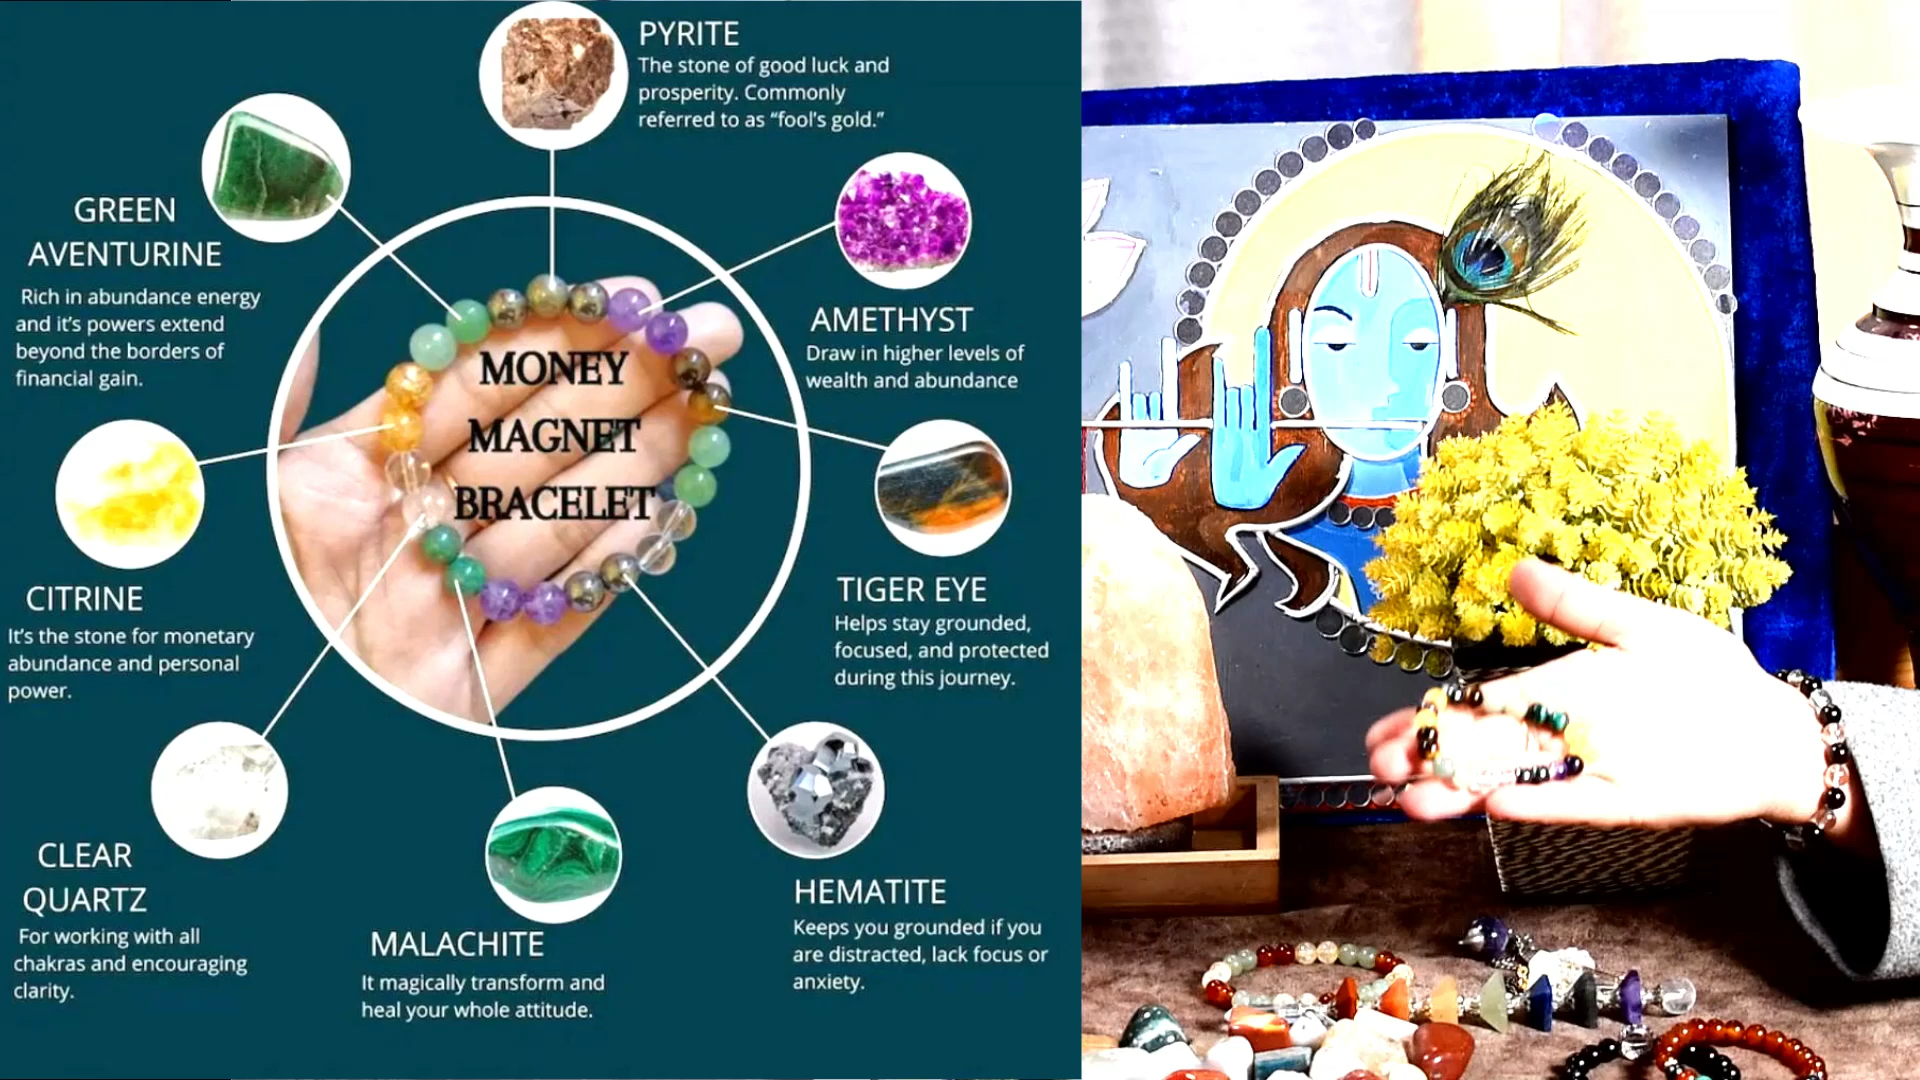 PYRITE
The stone of good luck and
prosperity. Commonly
referred to as “fool’s gold.”
GREEN
AVENTURINE
Rich in abundance energy
and it’s powers extend
beyond the borders of
financial gain.
AMETHYST
Draw in higher levels of
wealth and abundance
MONEY
MAGNET
BRACELET
CITRINE
It’s the stone for monetary
abundance and personal
power.
TIGER EYE
Helps stay grounded,
focused, and protected
during this journey.
CLEAR
QUARTZ
For working with all
chakras and encouraging
clarity.
MALACHITE
It magically transform and
heal your whole attitude.
HEMATITE
Keeps you grounded if you
are distracted, lack focus or
anxiety.